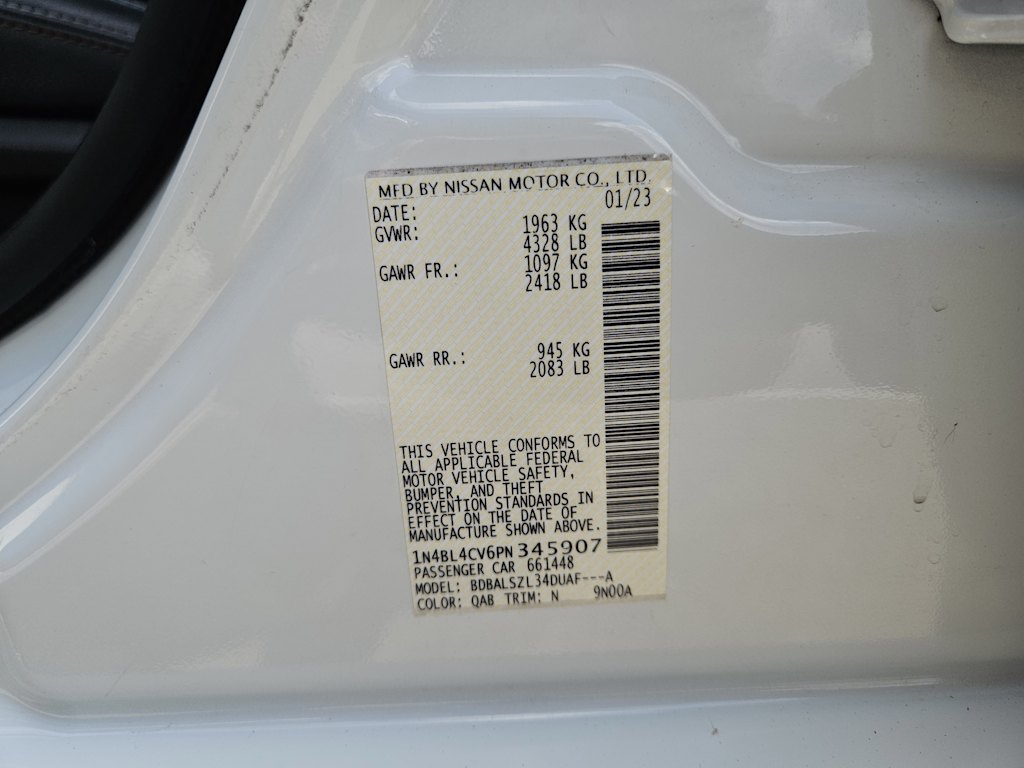 MFD BY NISSAN MOTOR CO., LTD.
DATE: 01/23
GVWR: 1963 KG
4328 LB
GAWR FR.: 1097 KG
2418 LB
GAWR RR.: 945 KG
2083 LB
THIS VEHICLE CONFORMS TO
ALL APPLICABLE FEDERAL
MOTOR VEHICLE SAFETY,
BUMPER, AND THEFT
PREVENTION STANDARDS IN
EFFECT ON THE DATE OF
MANUFACTURE SHOWN ABOVE.
1N4BL4CV6PN345907
PASSENGER CAR 661448
MODEL: BDBALSZL34DUAF---A
COLOR: QAB TRIM: N 9N00A